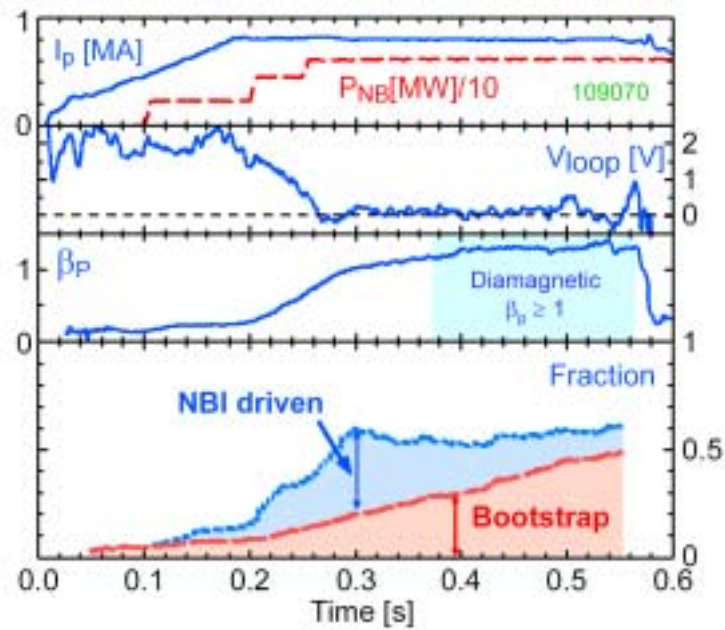 1
I_p [MA]
P_NB[MW]/10
109070
0
V_loop [V]
2
1
0
β_P
1
Diamagnetic
β_p ≥ 1
1
Fraction
NBI driven
0.5
Bootstrap
0
0.0 0.1 0.2 0.3 0.4 0.5 0.6
Time [s]